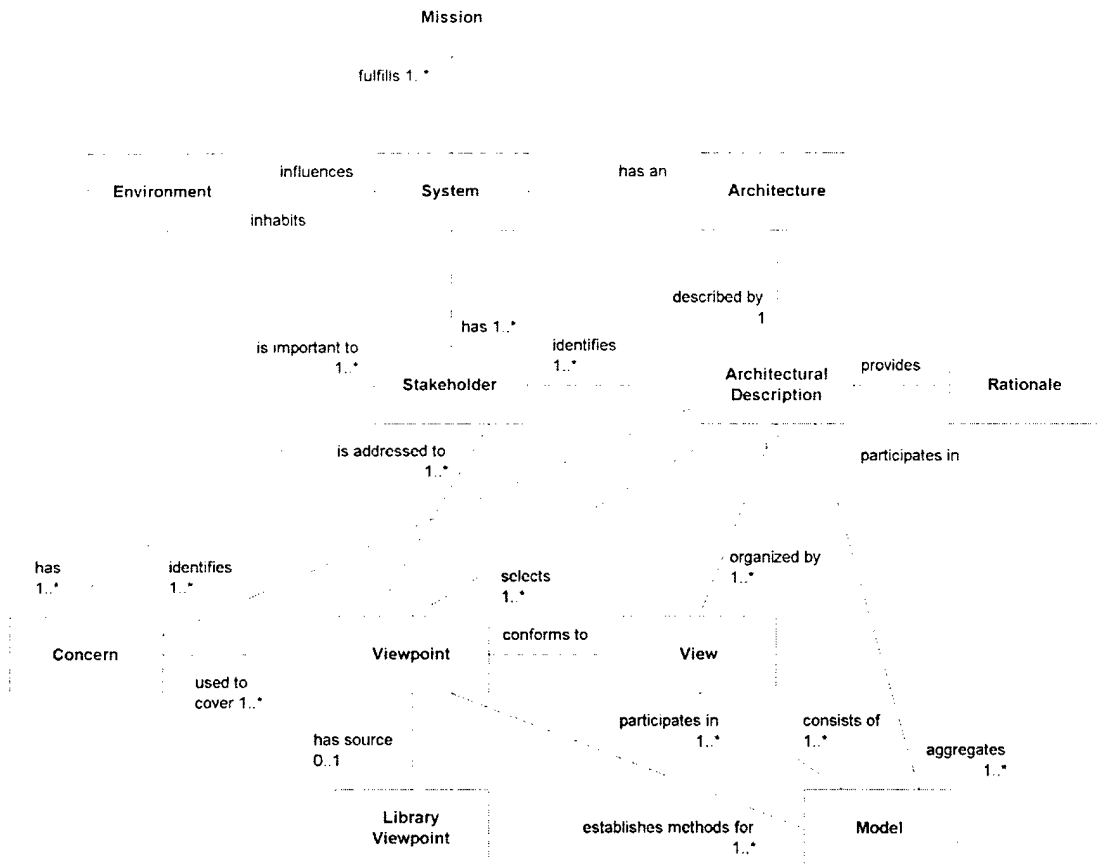 Mission
fulfills 1..*
influences
has an
Environment
System
Architecture
inhabits
described by
1
has 1..*
is important to
1..*
identifies
1..*
Stakeholder
Architectural
Description
provides
Rationale
is addressed to
1..*
participates in
has
1..*
identifies
1..*
selects
1..*
organized by
1..*
Concern
Viewpoint
conforms to
View
used to
cover 1..*
has source
0..1
participates in
1..*
consists of
1..*
aggregates
1..*
Library
Viewpoint
establishes methods for
1..*
Model